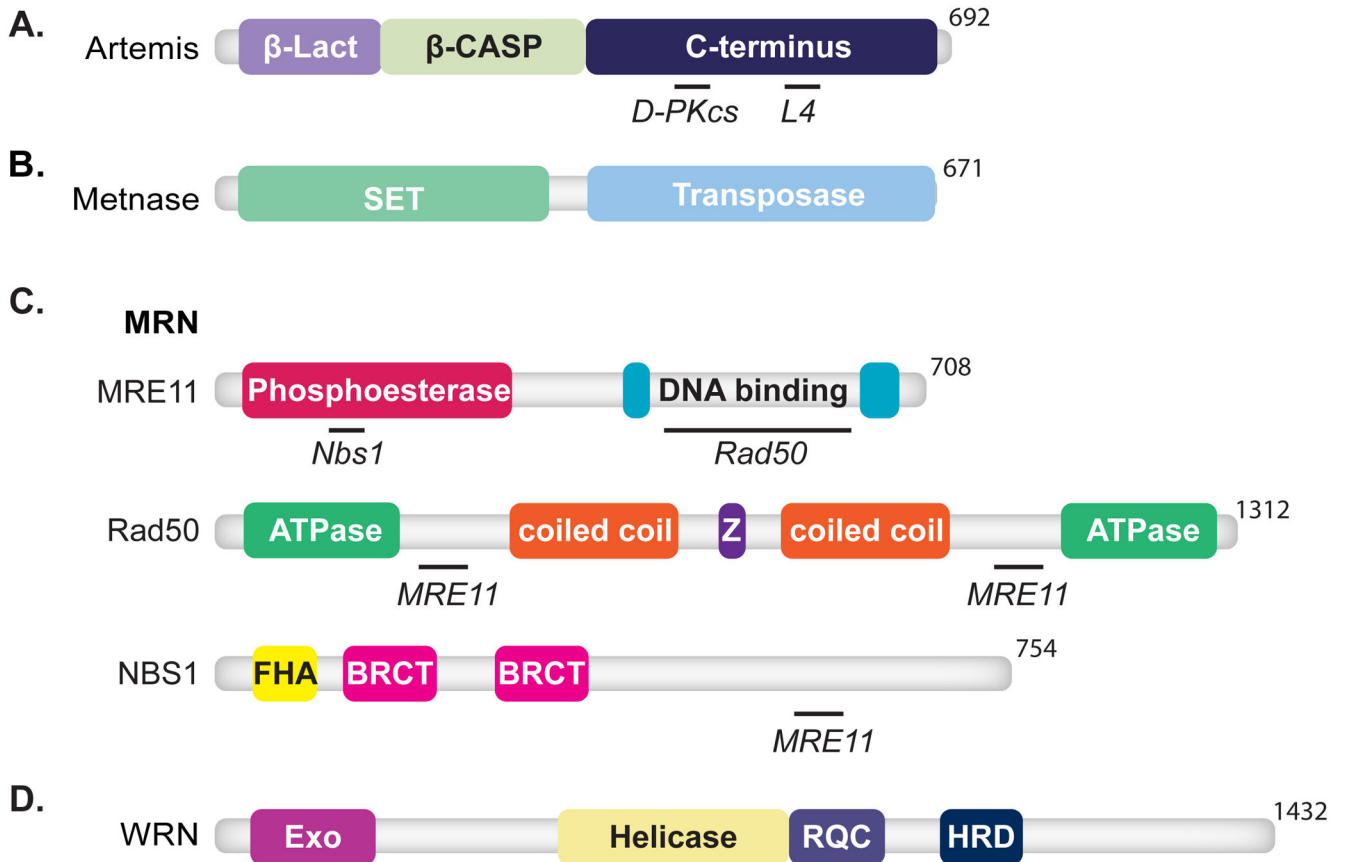 A.
Artemis β-Lact β-CASP C-terminus 692
D-PKcs L4
B.
Metnase SET Transposase 671
C.
MRN
MRE11 Phosphoesterase DNA binding 708
Nbs1 Rad50
Rad50 ATPase coiled coil Z coiled coil ATPase 1312
MRE11 MRE11
NBS1 FHA BRCT BRCT 754
MRE11
D.
WRN Exo Helicase RQC HRD 1432